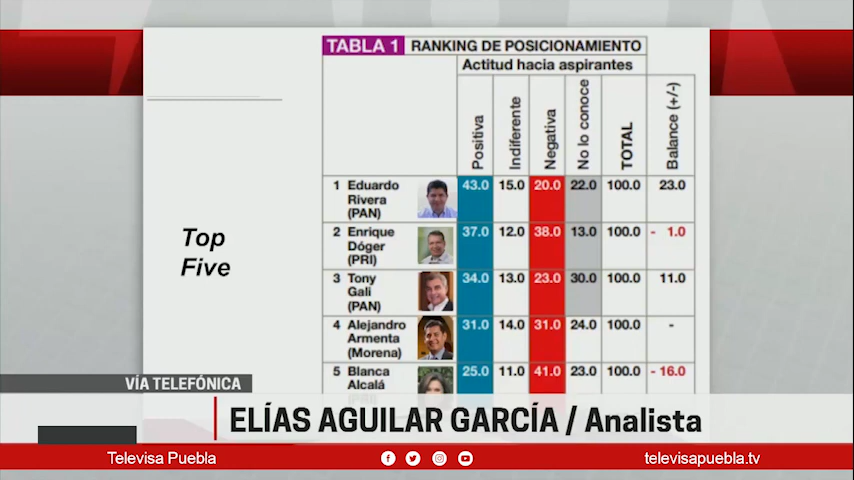 TABLA 1 RANKING DE POSICIONAMIENTO
Actitud hacia aspirantes
Positiva Indiferente Negativa No lo conoce TOTAL Balance (+/-)
1 Eduardo 43.0 15.0 20.0 22.0 100.0 23.0
Rivera
(PAN)
2 Enrique 37.0 12.0 38.0 13.0 100.0 - 1.0
Dóger
(PRI)
3 Tony 34.0 13.0 23.0 30.0 100.0 11.0
Gali
(PAN)
4 Alejandro 31.0 14.0 31.0 24.0 100.0 -
Armenta
(Morena)
5 Blanca 25.0 11.0 41.0 23.0 100.0 - 16.0
Alcalá
Top
Five
VÍA TELEFÓNICA
ELÍAS AGUILAR GARCÍA / Analista
Televisa Puebla
televisapuebla.tv